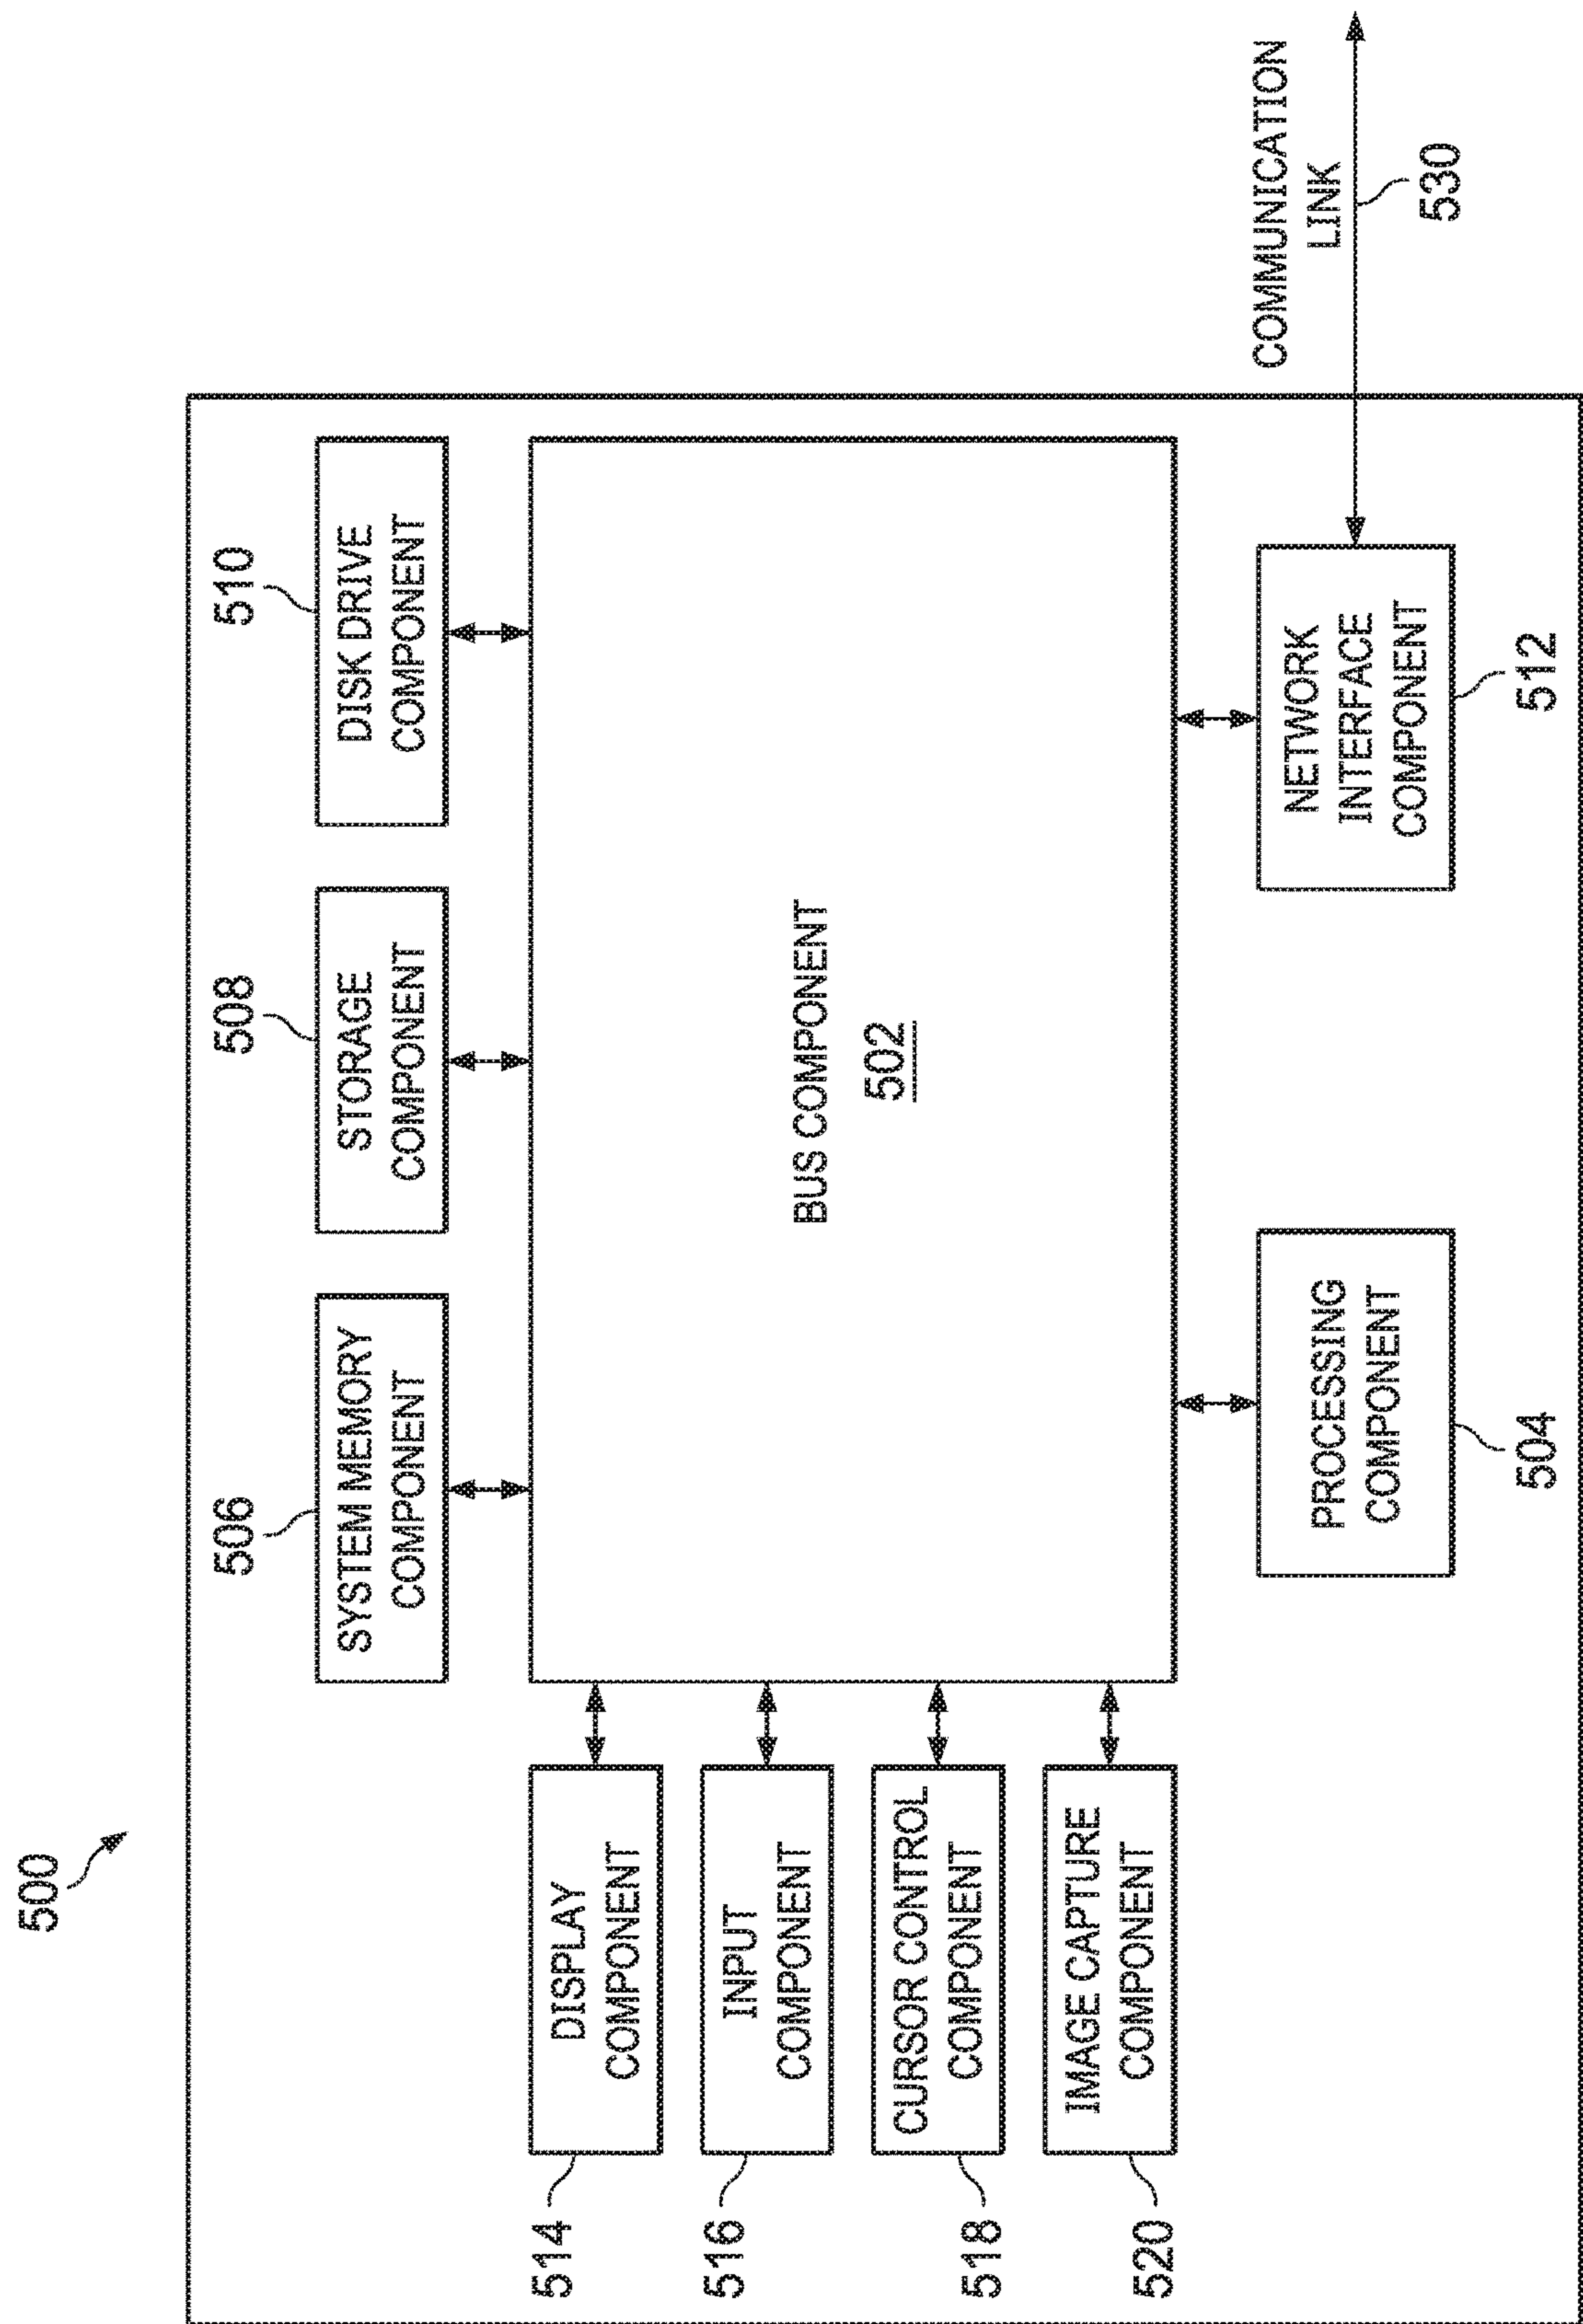 500
506
508
510
SYSTEM MEMORY
COMPONENT
STORAGE
COMPONENT
DISK DRIVE
COMPONENT
514
DISPLAY
COMPONENT
516
INPUT
COMPONENT
518
CURSOR CONTROL
COMPONENT
520
IMAGE CAPTURE
COMPONENT
BUS COMPONENT
502
PROCESSING
COMPONENT
504
NETWORK
INTERFACE
COMPONENT
512
COMMUNICATION
LINK
530